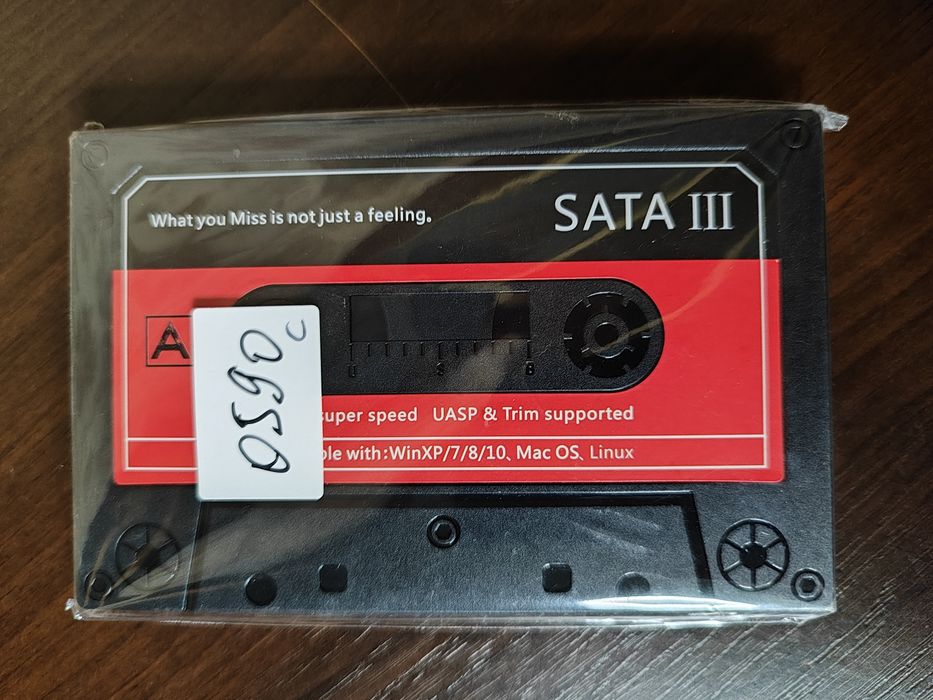 What you Miss is not just a feeling.
SATA III
A
0590 c
U S B
super speed UASP & Trim supported
with:WinXP/7/8/10、Mac OS、Linux